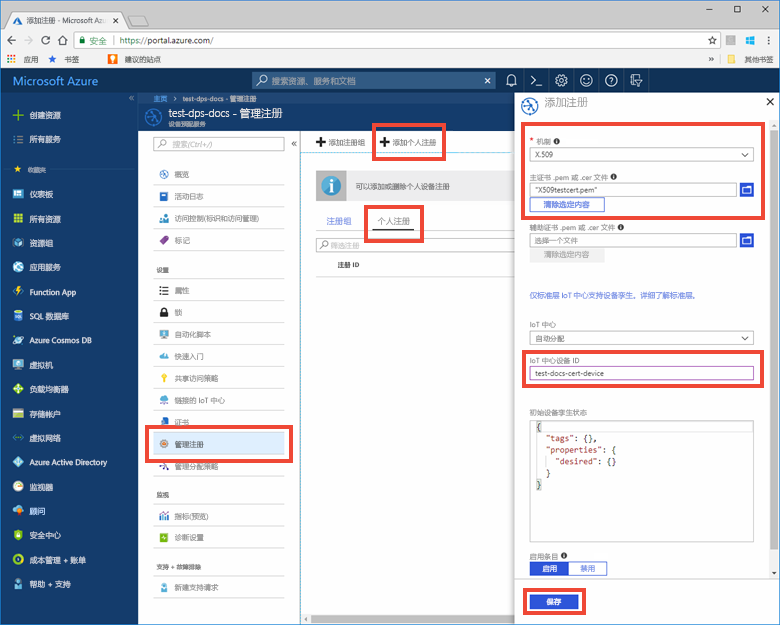 添加注册 - Microsoft Az
安全
https://portal.azure.com/
应用
书签
建议的站点
»
其他书签
Microsoft Azure
搜索资源、服务和文档
«
创建资源
所有服务
收藏夹
仪表板
所有资源
资源组
应用服务
Function App
SQL 数据库
Azure Cosmos DB
虚拟机
负载均衡器
存储帐户
虚拟网络
Azure Active Directory
监视器
顾问
安全中心
成本管理 + 账单
帮助 + 支持
主页 > test-dps-docs - 管理注册
test-dps-docs - 管理注册
设备预配服务
搜索(Ctrl+/)
«
概览
活动日志
访问控制(标识和访问管理)
标记
设置
属性
锁
自动化脚本
快速入门
共享访问策略
链接的 IoT 中心
证书
管理注册
管理分配策略
监视
指标(预览)
诊断设置
支持 + 故障排除
新建支持请求
添加注册组
添加个人注册
可以添加或删除个人设备注册
注册组
个人注册
筛选注册
注册 ID
添加注册
* 机制
X.509
主证书 .pem 或 .cer 文件
"X509testcert.pem"
清除选定内容
辅助证书 .pem 或 .cer 文件
选择一个文件
清除选定内容
仅标准层 IoT 中心支持设备孪生。详细了解标准层。
IoT 中心
自动分配
IoT 中心设备 ID
test-docs-cert-device
初始设备孪生状态
{
"tags": {},
"properties": {
"desired": {}
}
}
启用条目
启用
禁用
保存